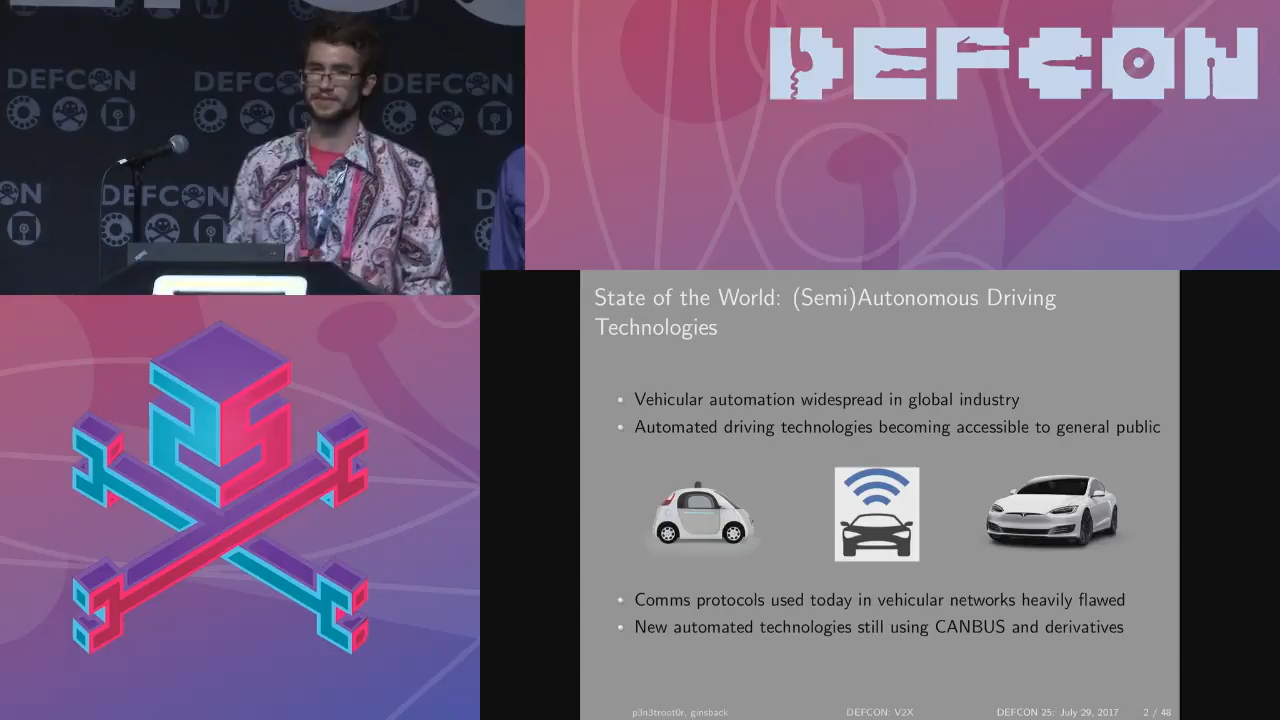 DEFCON
DEFCON
DEFCON
DEFCON
DEFCON
State of the World: (Semi)Autonomous Driving
Technologies
Vehicular automation widespread in global industry
Automated driving technologies becoming accessible to general public
Comms protocols used today in vehicular networks heavily flawed
New automated technologies still using CANBUS and derivatives
p3n3troot0r, ginsback
DEFCON: V2X
DEFCON 25: July 29, 2017
2 / 48